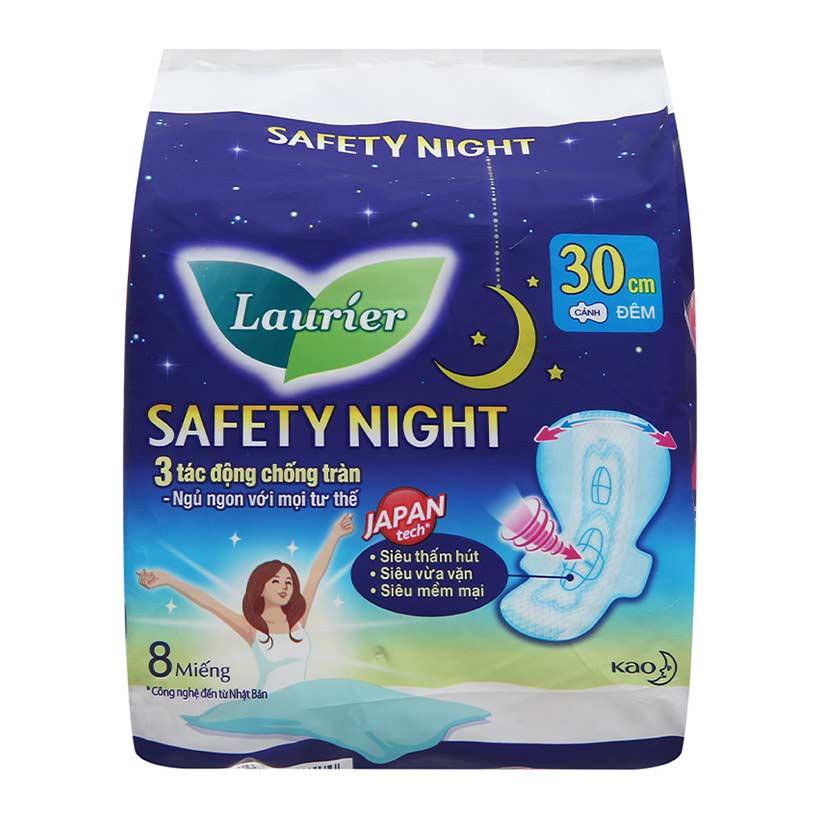 SAFETY NIGHT
30cm
CÁNH ĐÊM
Laurier
SAFETY NIGHT
3 tác động chống tràn
- Ngủ ngon với mọi tư thế
JAPAN
tech*
• Siêu thấm hút
• Siêu vừa vặn
• Siêu mềm mại
8 Miếng
*Công nghệ đến từ Nhật Bản
Kao